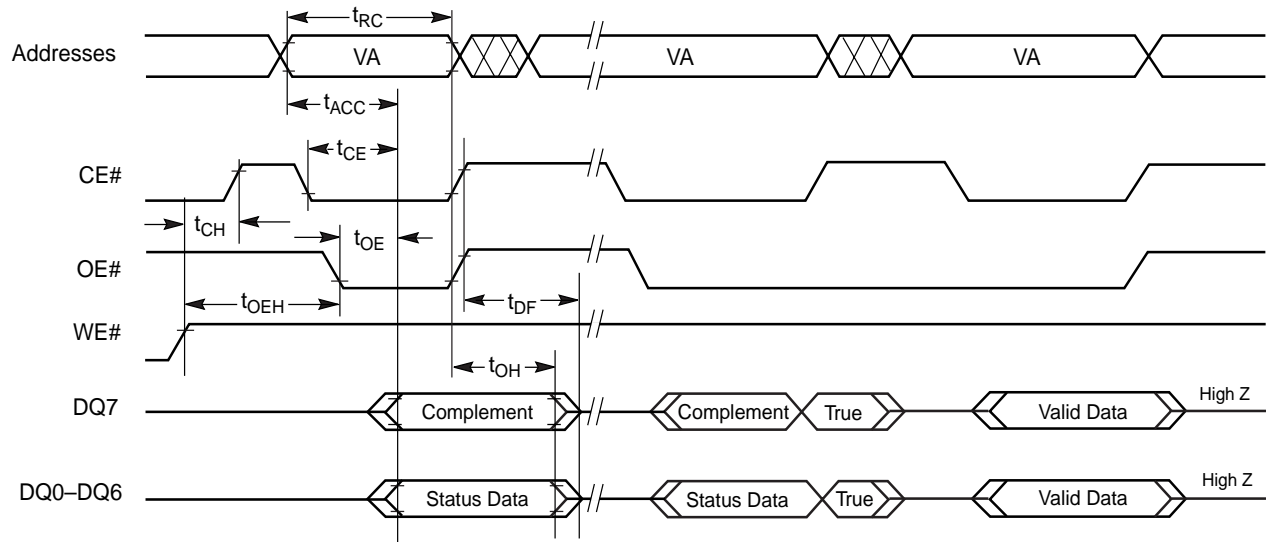 tRC
Addresses VA VA VA
tACC
tCE
CE#
tCH
tOE
OE#
tOEH
tDF
WE#
tOH
DQ7 Complement Complement True Valid Data High Z
DQ0–DQ6 Status Data Status Data True Valid Data High Z